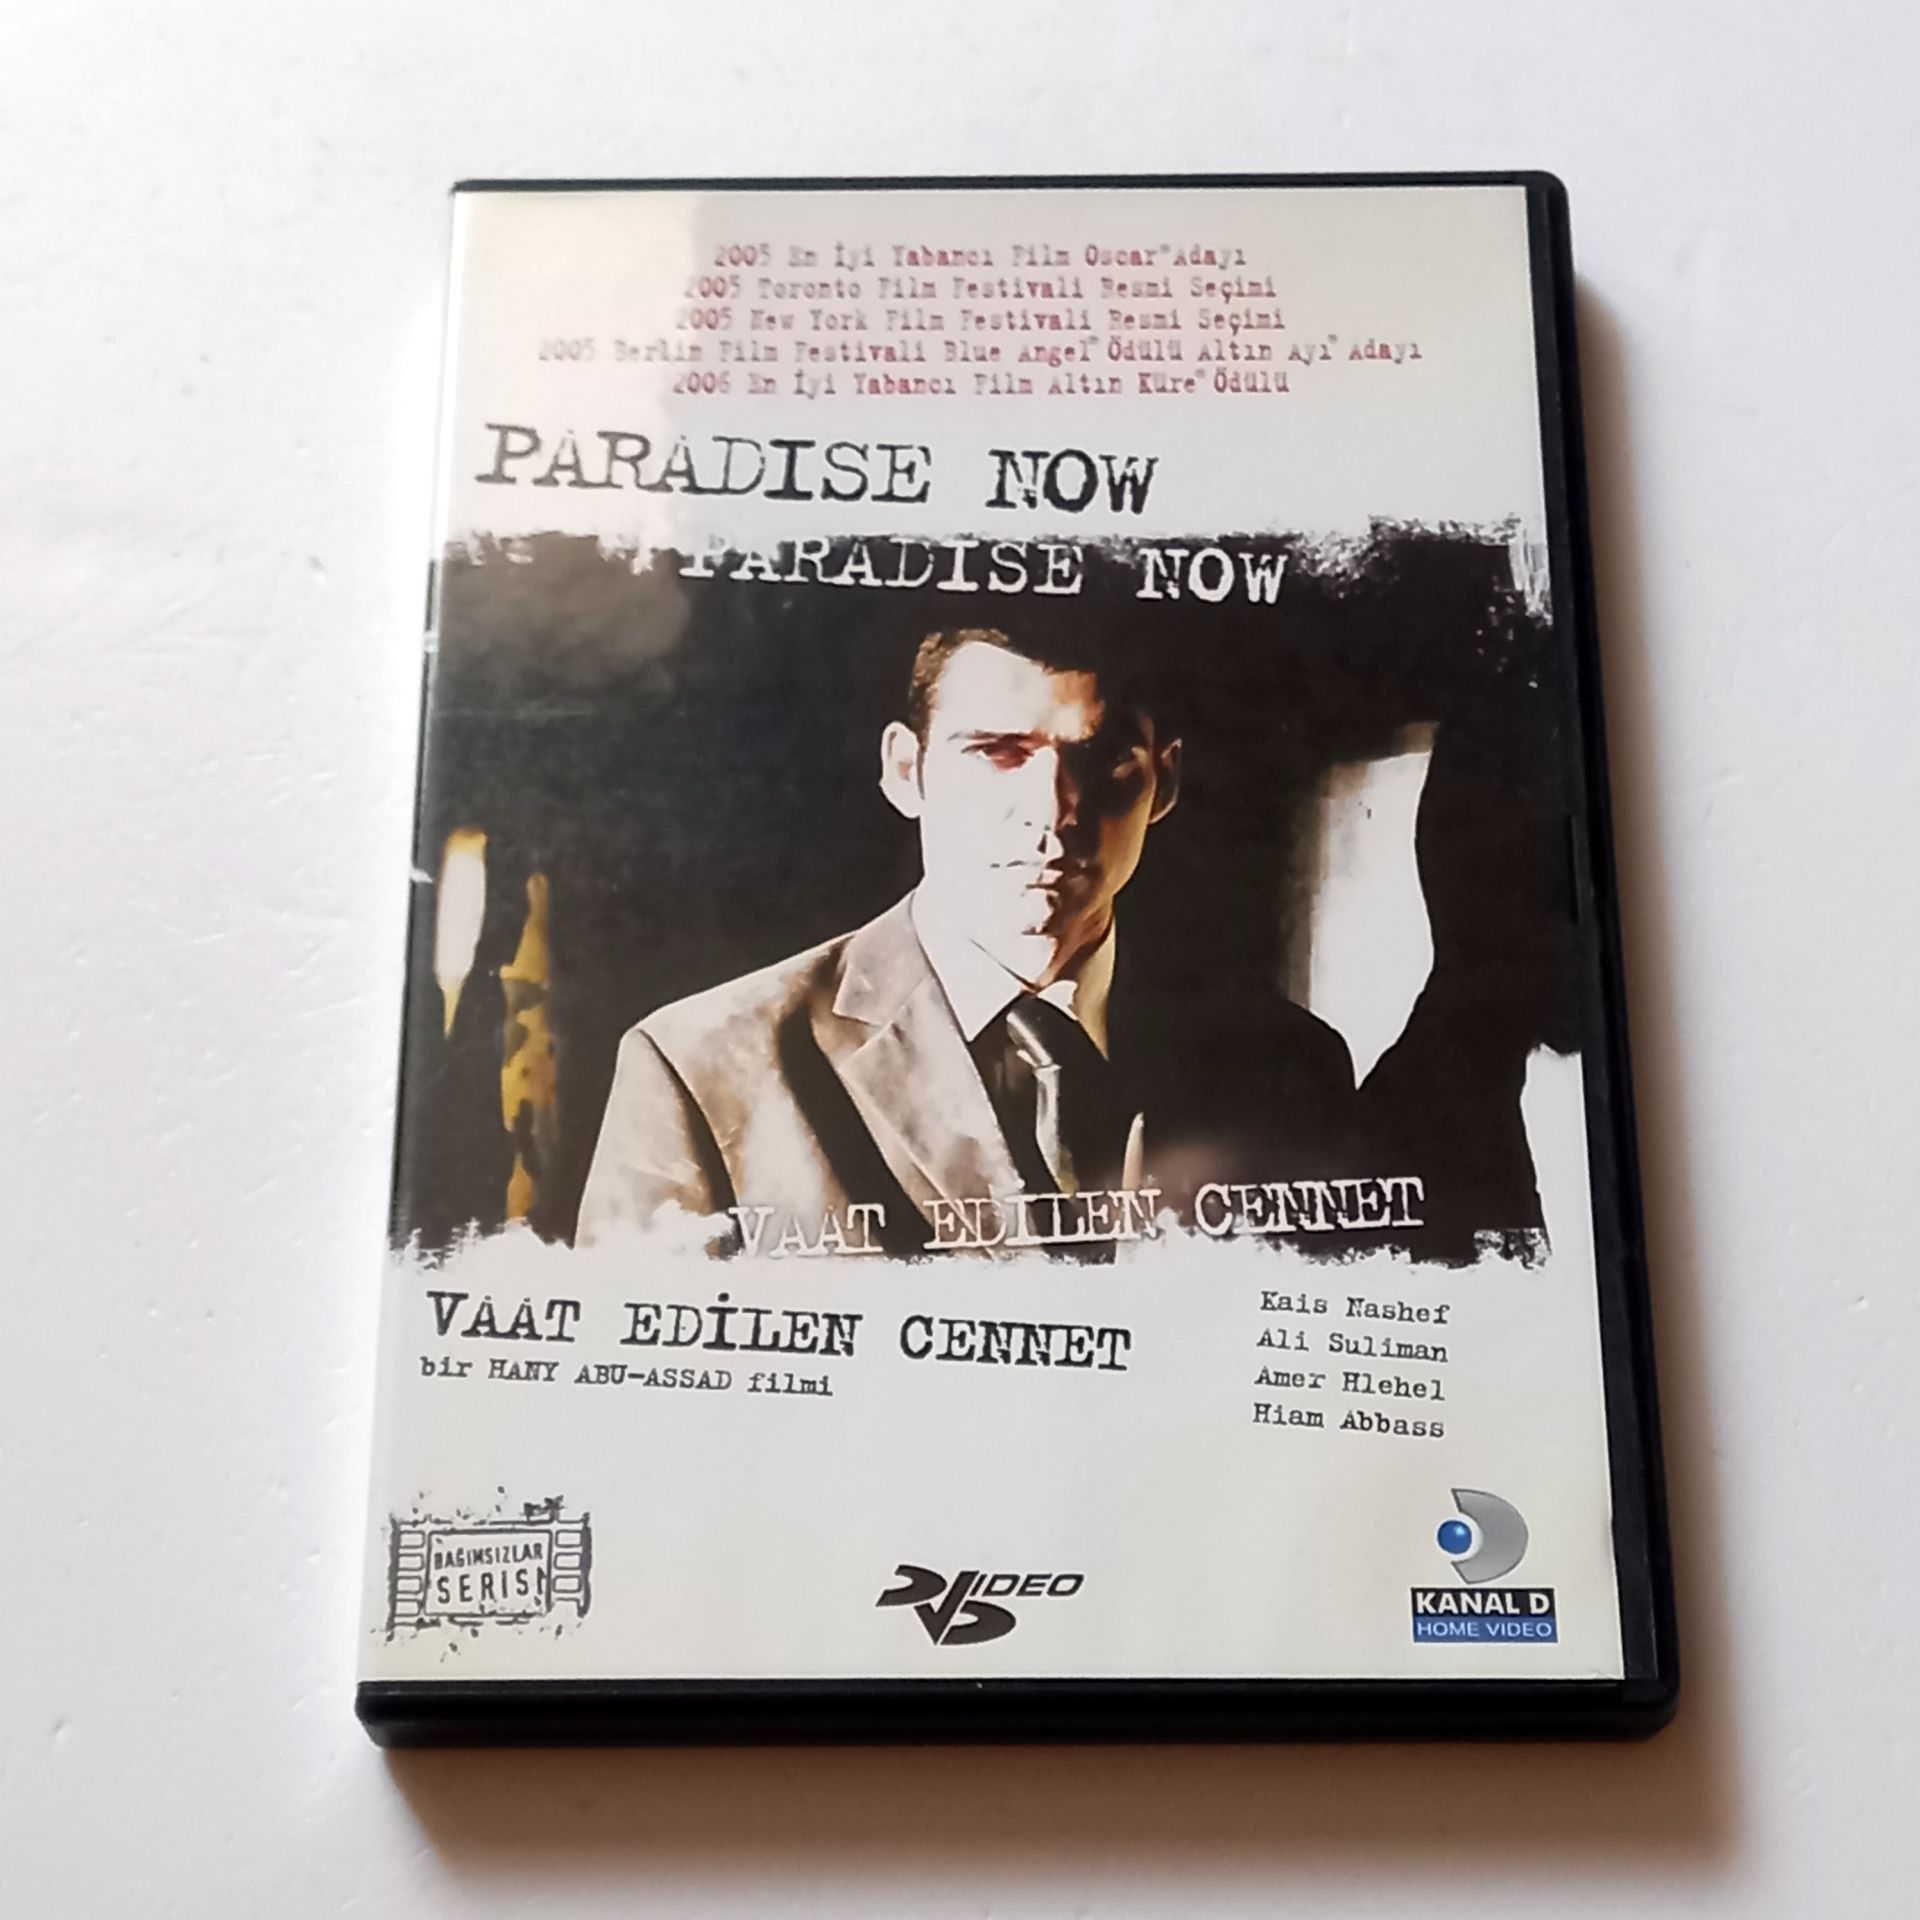 2005 En İyi Yabancı Film Oscar® Adayı
2005 Toronto Film Festivali Resmi Seçimi
2005 New York Film Festivali Resmi Seçimi
2005 Berlin Film Festivali Blue Angel® Ödülü Altın Ayı® Adayı
2006 En İyi Yabancı Film Altın Küre® Ödülü
PARADISE NOW
PARADISE NOW
VAAT EDİLEN CENNET
VAAT EDİLEN CENNET
bir HANY ABU-ASSAD filmi
Kais Nashef
Ali Suliman
Amer Hlehel
Hiam Abbass
BAĞIMSIZLAR
SERİSİ
DVD VIDEO
KANAL D
HOME VIDEO